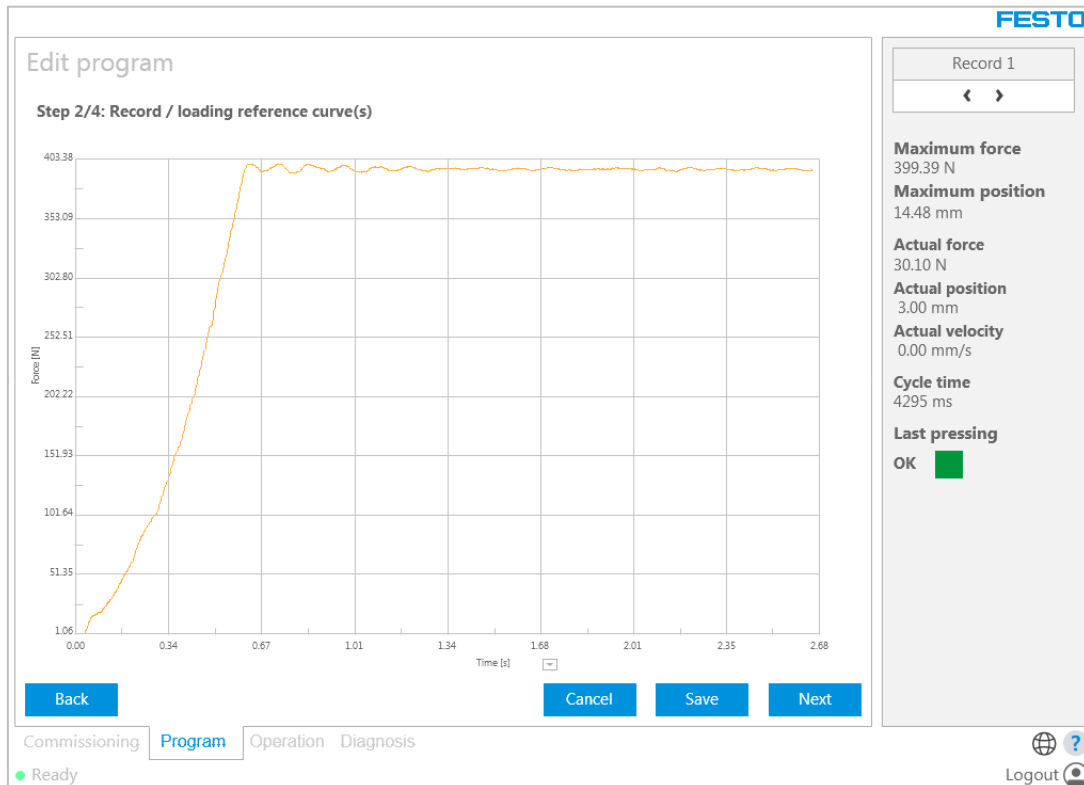 FESTO
Edit program
Step 2/4: Record / loading reference curve(s)
403.38
353.09
302.80
252.51
202.22
151.93
101.64
51.35
1.06
Force [N]
0.00 0.34 0.67 1.01 1.34 1.68 2.01 2.35 2.68
Time [s]
Back Cancel Save Next
Record 1
Maximum force
399.39 N
Maximum position
14.48 mm
Actual force
30.10 N
Actual position
3.00 mm
Actual velocity
0.00 mm/s
Cycle time
4295 ms
Last pressing
OK
Commissioning Program Operation Diagnosis
?
Ready
Logout